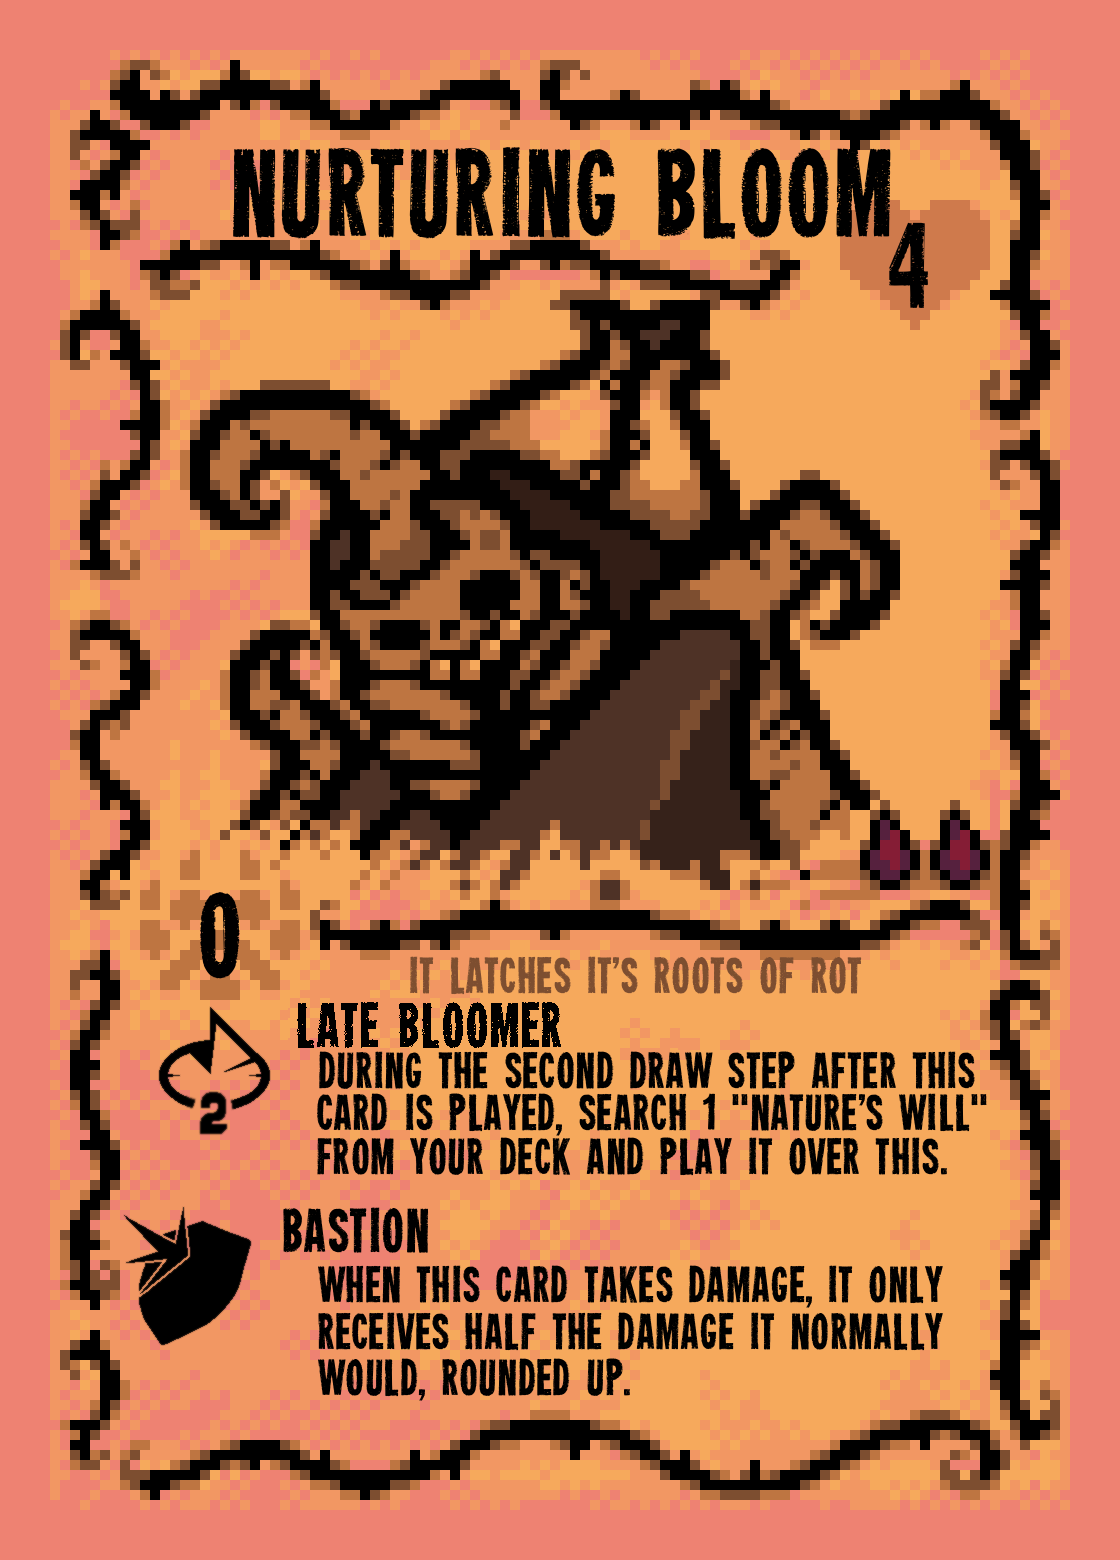 NURTURING BLOOM
4
0
IT LATCHES IT'S ROOTS OF ROT
LATE BLOOMER
2
DURING THE SECOND DRAW STEP AFTER THIS
CARD IS PLAYED, SEARCH 1 "NATURE'S WILL"
FROM YOUR DECK AND PLAY IT OVER THIS.
BASTION
WHEN THIS CARD TAKES DAMAGE, IT ONLY
RECEIVES HALF THE DAMAGE IT NORMALLY
WOULD, ROUNDED UP.